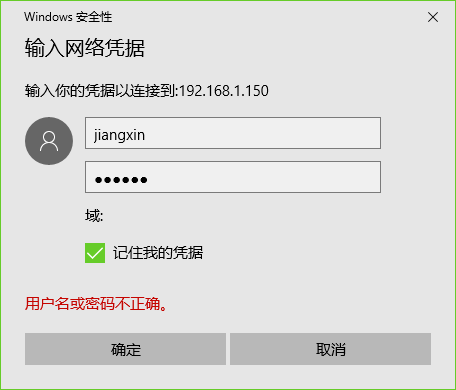 Windows 安全性
输入网络凭据
输入你的凭据以连接到:192.168.1.150
jiangxin
●●●●●●
域:
记住我的凭据
用户名或密码不正确。
确定
取消